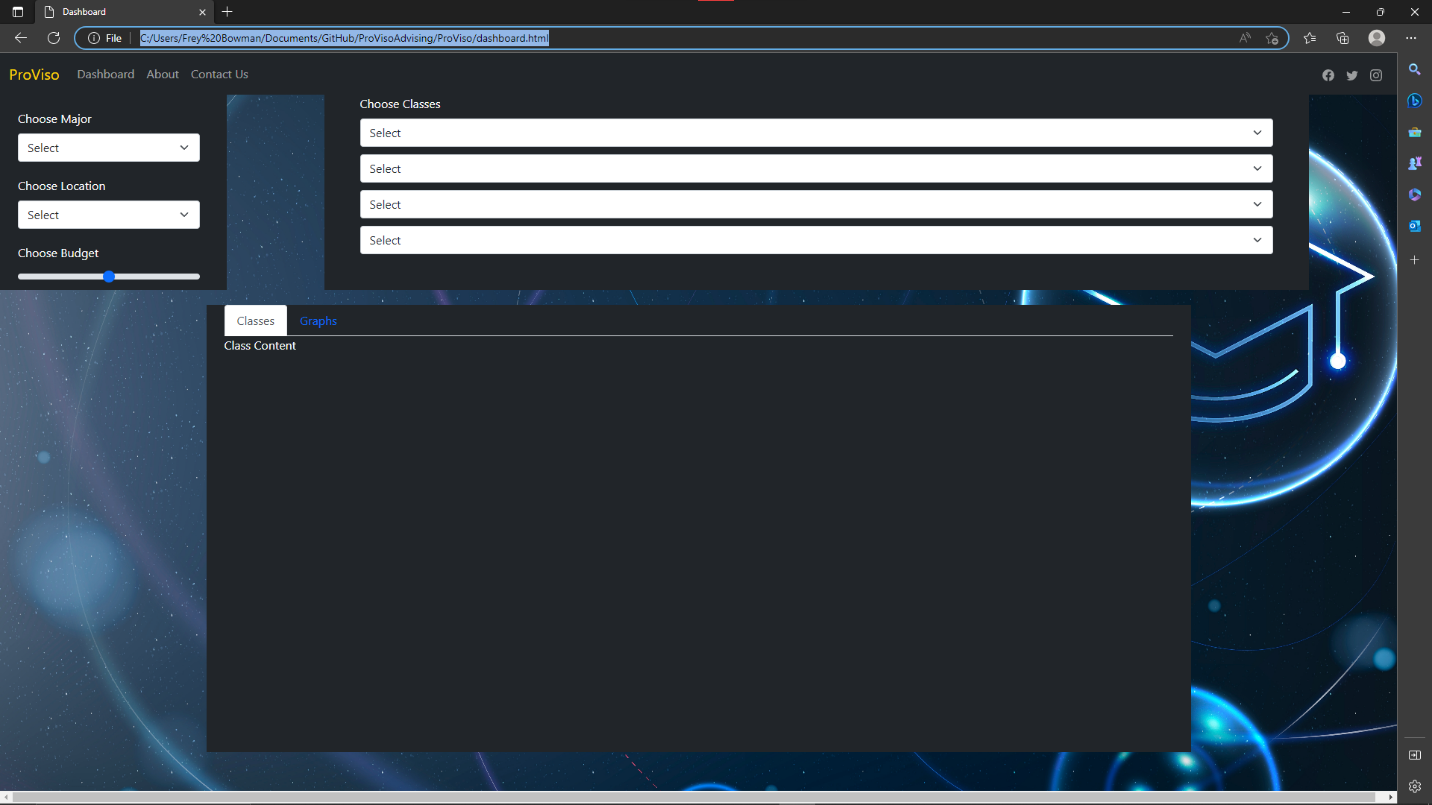 Dashboard
File
C:/Users/Frey%20Bowman/Documents/GitHub/ProVisoAdvising/ProViso/dashboard.html
ProViso Dashboard About Contact Us
Choose Major
Select
Choose Location
Select
Choose Budget
Choose Classes
Select
Select
Select
Select
Classes Graphs
Class Content